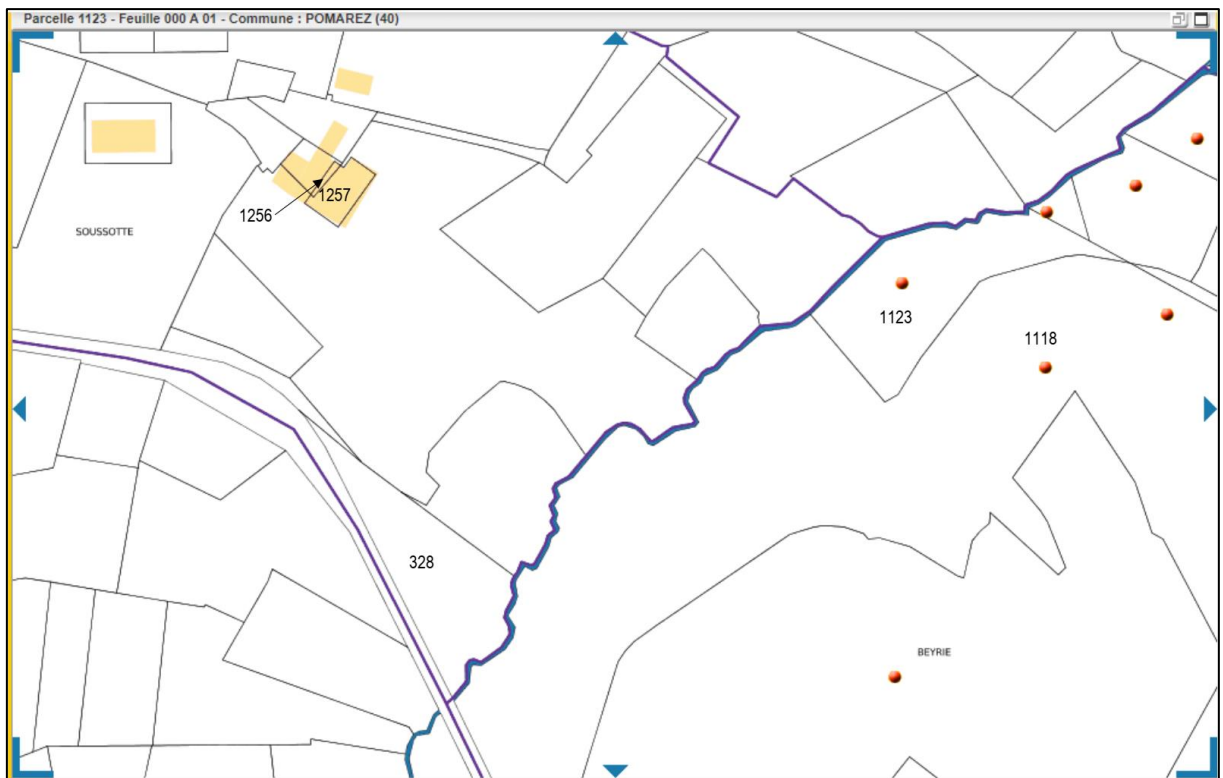 Parcelle 1123 - Feuille 000 A 01 - Commune : POMAREZ (40)
1257
1256
SOUSSOTTE
1123
1118
328
BEYRIE